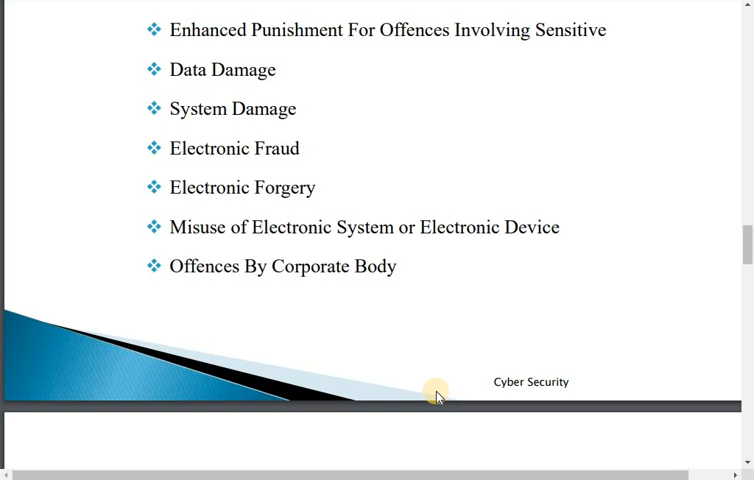 Enhanced Punishment For Offences Involving Sensitive
Data Damage
System Damage
Electronic Fraud
Electronic Forgery
Misuse of Electronic System or Electronic Device
Offences By Corporate Body
Cyber Security